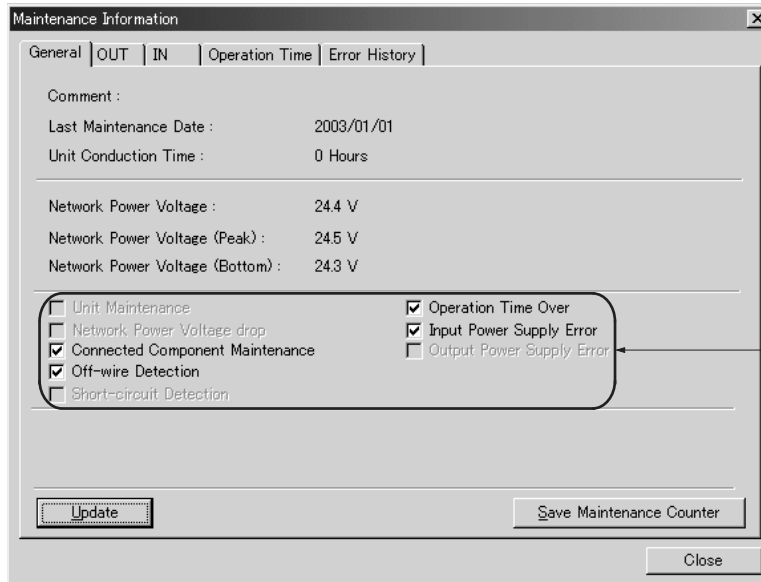 Maintenance Information
General OUT IN Operation Time Error History
Comment :
Last Maintenance Date : 2003/01/01
Unit Conduction Time : 0 Hours
Network Power Voltage : 24.4 V
Network Power Voltage (Peak) : 24.5 V
Network Power Voltage (Bottom) : 24.3 V
Unit Maintenance Operation Time Over
Network Power Voltage drop Input Power Supply Error
Connected Component Maintenance Output Power Supply Error
Off-wire Detection
Short-circuit Detection
Update Save Maintenance Counter
Close